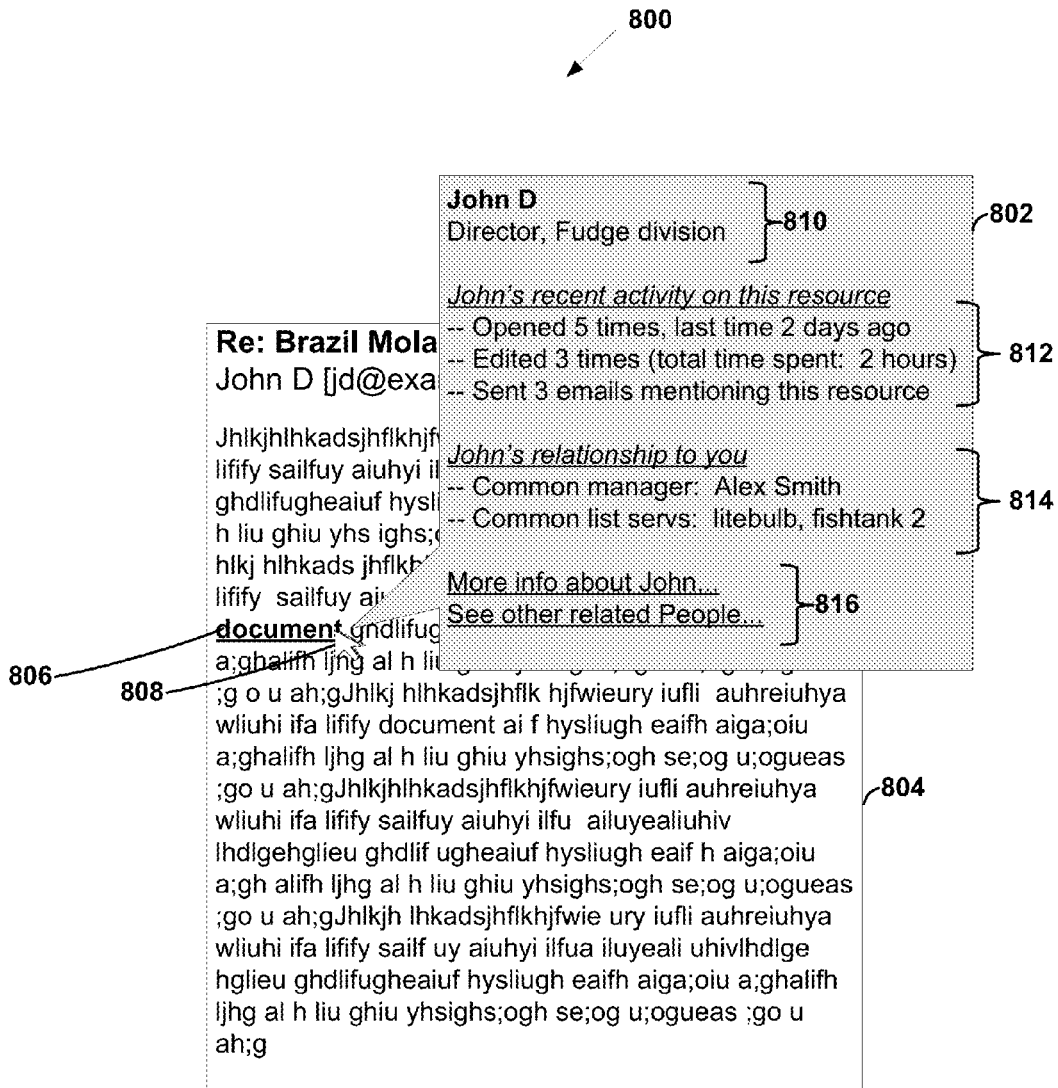 800
John D
Director, Fudge division
810
802
John's recent activity on this resource
-- Opened 5 times, last time 2 days ago
-- Edited 3 times (total time spent: 2 hours)
-- Sent 3 emails mentioning this resource
812
John's relationship to you
-- Common manager: Alex Smith
-- Common list servs: litebulb, fishtank 2
814
More info about John...
See other related People...
816
Re: Brazil Mola
John D [jd@exa
Jhlkjhlhkadsjhflkhjf
lifify sailfuy aiuhyi il
ghdlifugheaiuf hysli
h liu ghiu yhs ighs;
hlkj hlhkads jhflkh
lifify sailfuy ai
document gndlifug
806
808
a;ghalifh ljhg al h li
;g o u ah;gJhlkj hlhkadsjhflk hjfwieury iufli auhreiuhya
wliuhi ifa lifify document ai f hysliugh eaifh aiga;oiu
a;ghalifh ljhg al h liu ghiu yhsighs;ogh se;og u;ogueas
;go u ah;gJhlkjhlhkadsjhflkhjfwieury iufli auhreiuhya
804
wliuhi ifa lifify sailfuy aiuhyi ilfu ailuyealiuhiv
lhdlgehglieu ghdlif ugheaiuf hysliugh eaif h aiga;oiu
a;gh alifh ljhg al h liu ghiu yhsighs;ogh se;og u;ogueas
;go u ah;gJhlkjh lhkadsjhflkhjfwie ury iufli auhreiuhya
wliuhi ifa lifify sailf uy aiuhyi ilfua iluyeali uhivlhdlge
hglieu ghdlifugheaiuf hysliugh eaifh aiga;oiu a;ghalifh
ljhg al h liu ghiu yhsighs;ogh se;og u;ogueas ;go u
ah;g